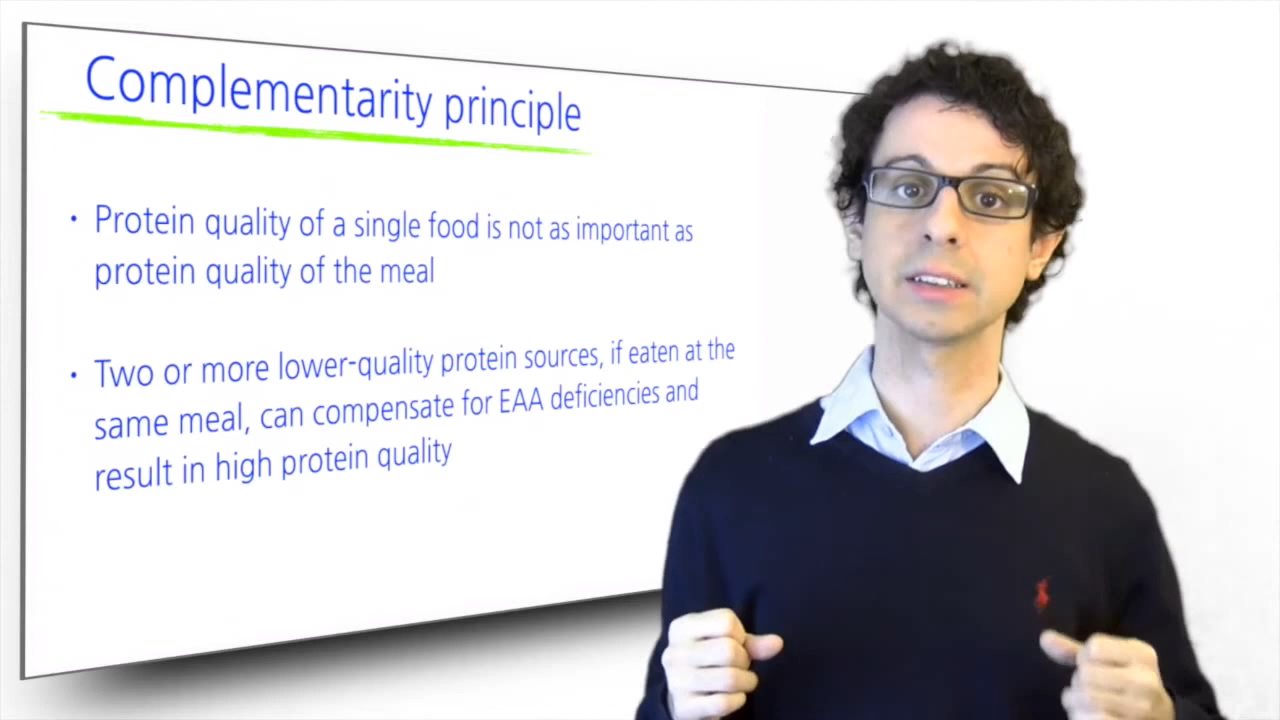 Complementarity principle
• Protein quality of a single food is not as important as
protein quality of the meal
• Two or more lower-quality protein sources, if eaten at the
same meal, can compensate for EAA deficiencies and
result in high protein quality